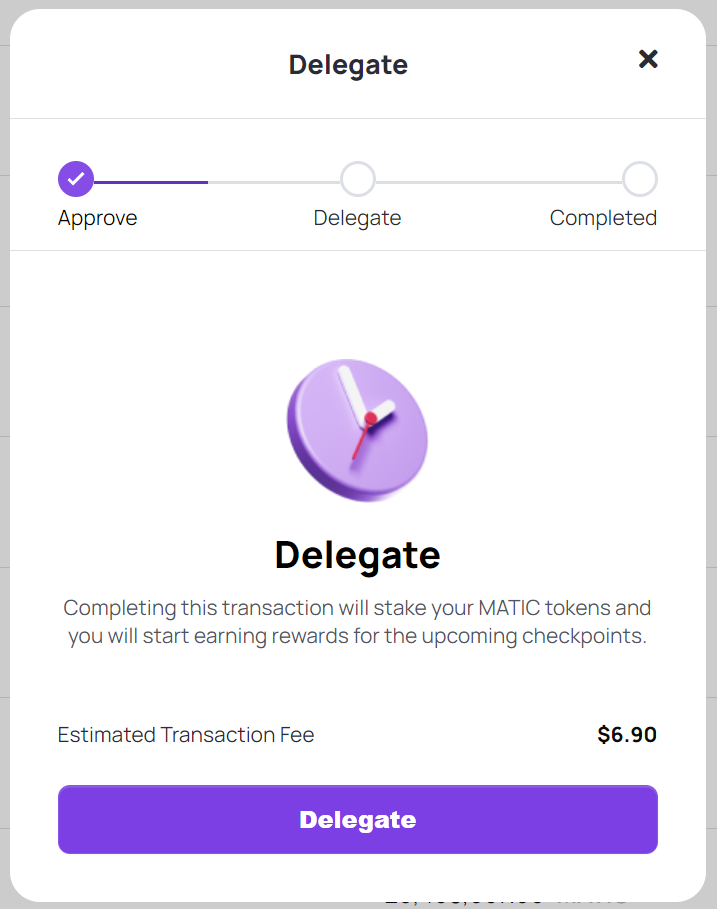 Delegate
Approve
Delegate
Completed
Delegate
Completing this transaction will stake your MATIC tokens and
you will start earning rewards for the upcoming checkpoints.
Estimated Transaction Fee
$6.90
Delegate